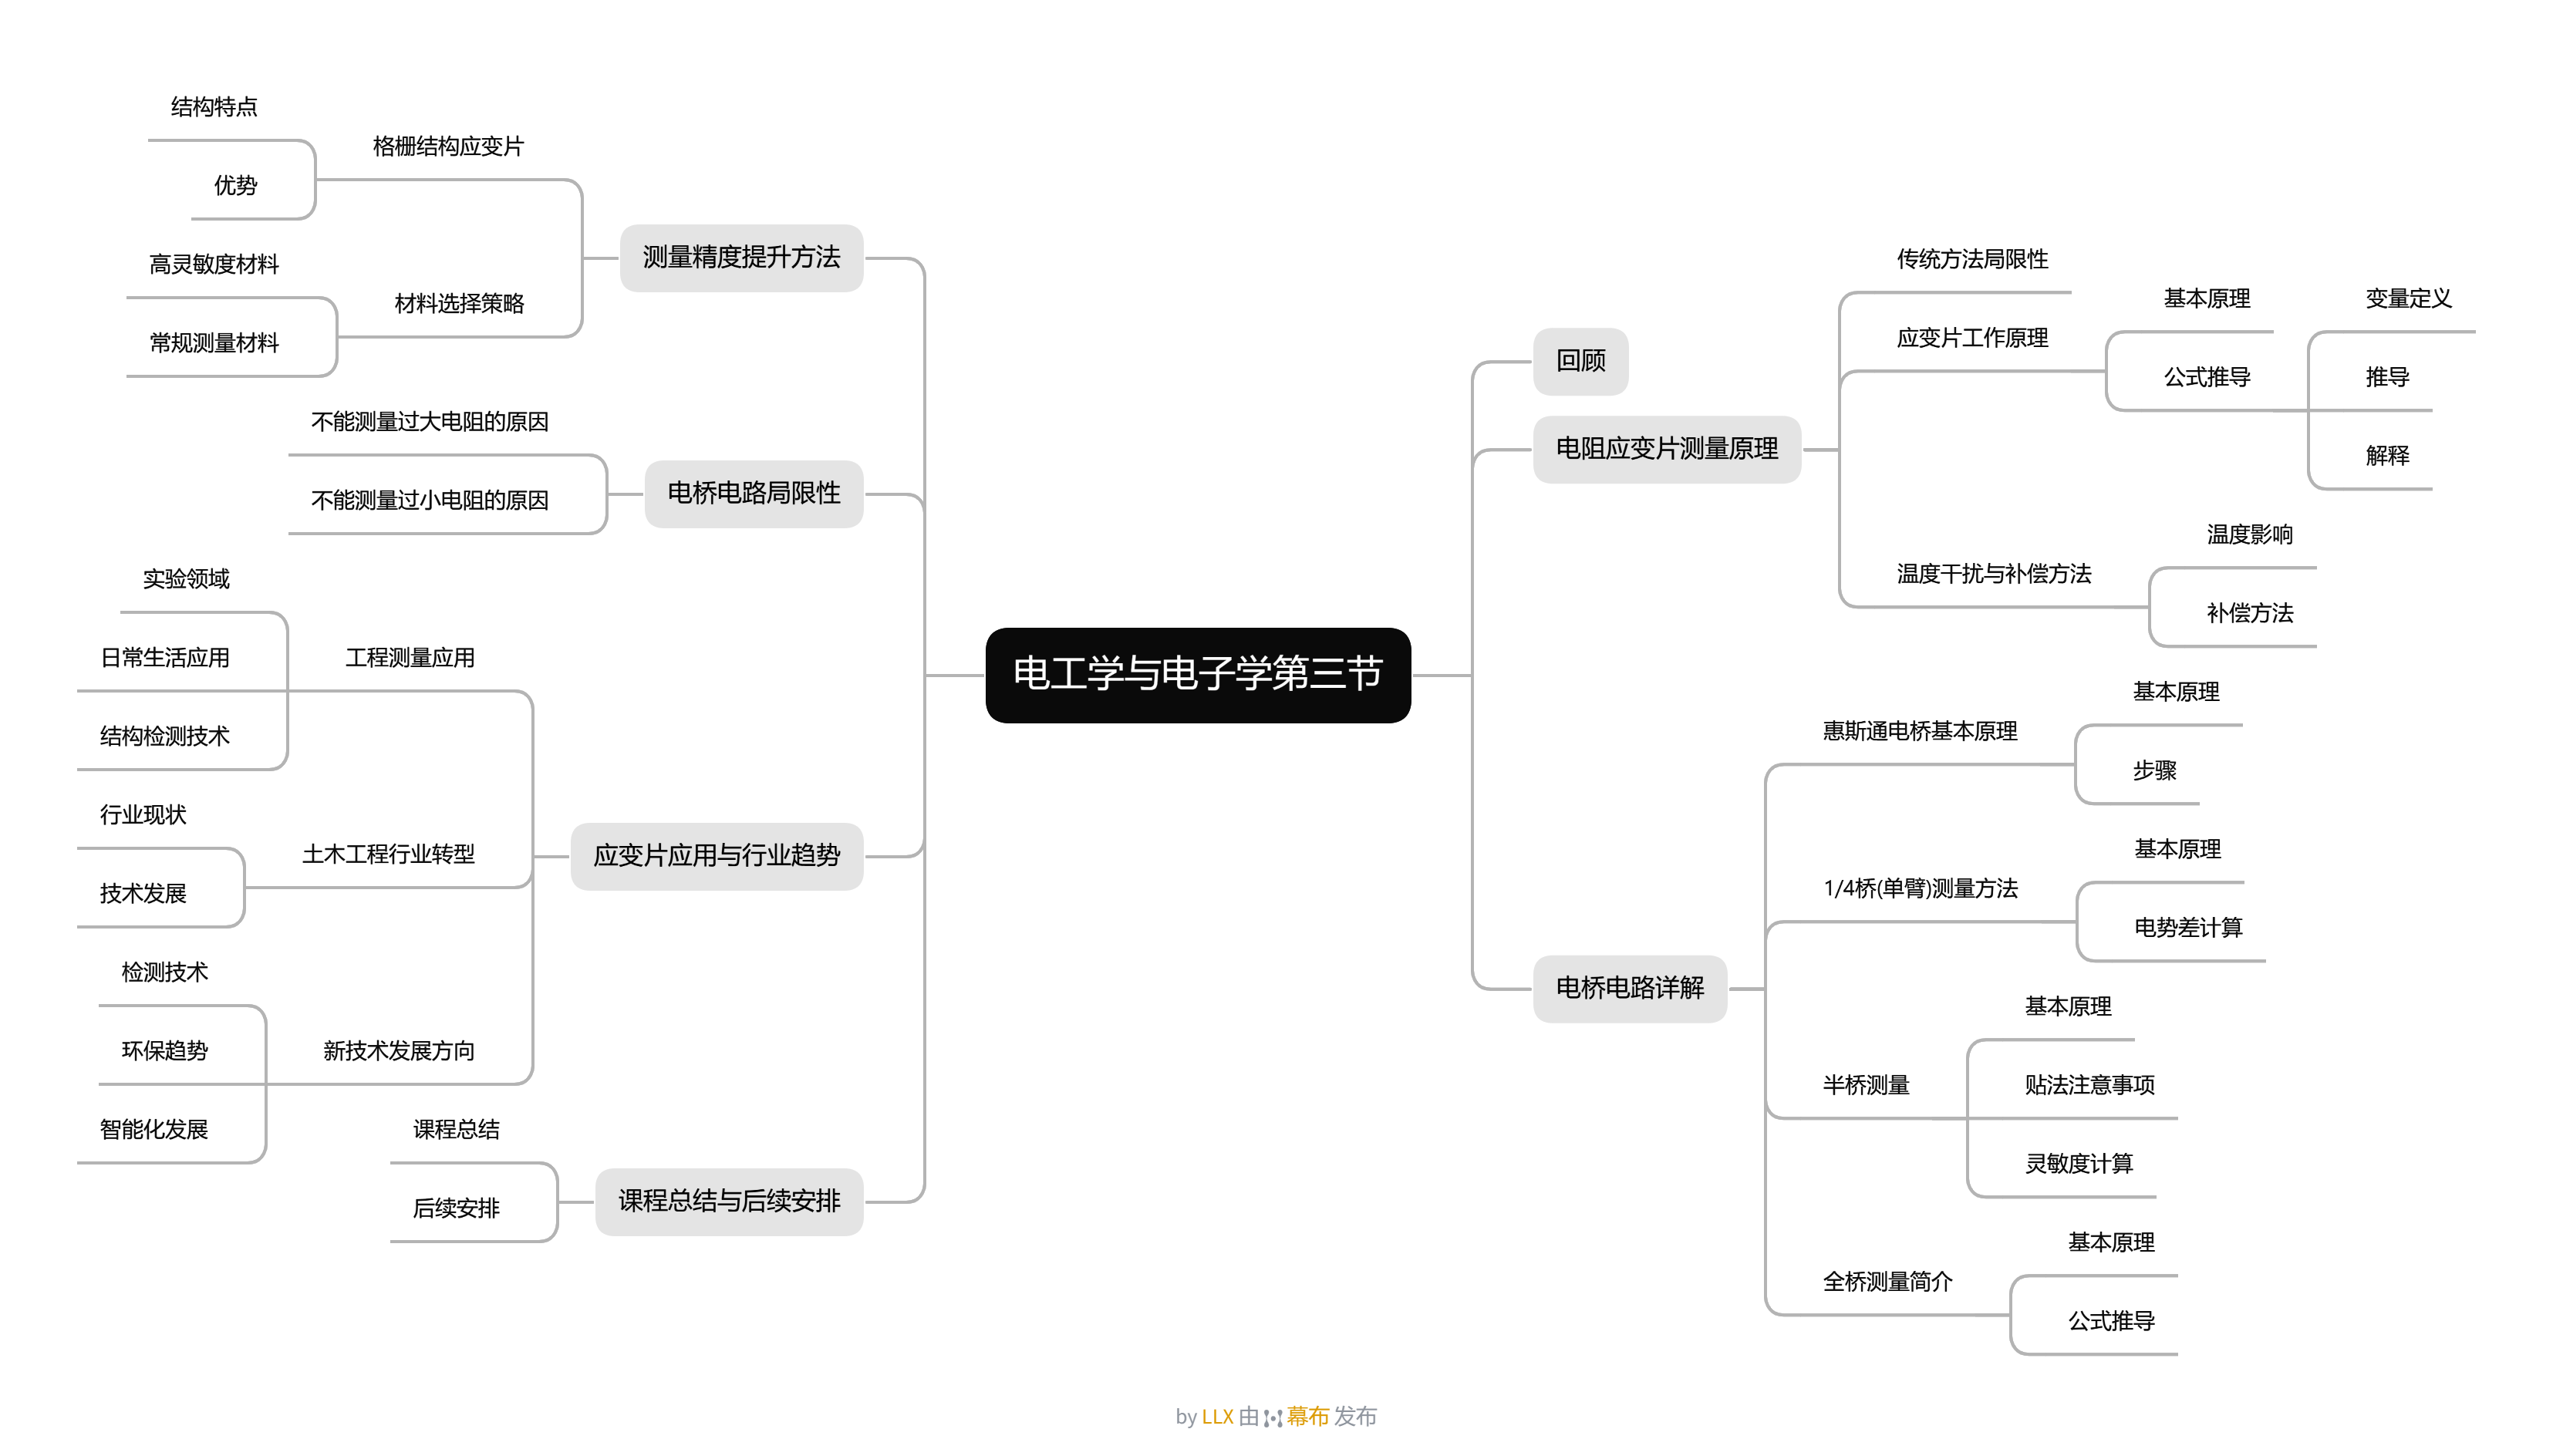 电工学与电子学第三节
回顾
电阻应变片测量原理
传统方法局限性
应变片工作原理
基本原理
公式推导
变量定义
推导
解释
温度干扰与补偿方法
温度影响
补偿方法
电桥电路详解
惠斯通电桥基本原理
基本原理
步骤
1/4桥(单臂)测量方法
基本原理
电势差计算
半桥测量
基本原理
贴法注意事项
灵敏度计算
全桥测量简介
基本原理
公式推导
测量精度提升方法
格栅结构应变片
结构特点
优势
材料选择策略
高灵敏度材料
常规测量材料
电桥电路局限性
不能测量过大电阻的原因
不能测量过小电阻的原因
应变片应用与行业趋势
工程测量应用
实验领域
日常生活应用
结构检测技术
土木工程行业转型
行业现状
技术发展
新技术发展方向
检测技术
环保趋势
智能化发展
课程总结与后续安排
课程总结
后续安排
by LLX 由 幕布 发布